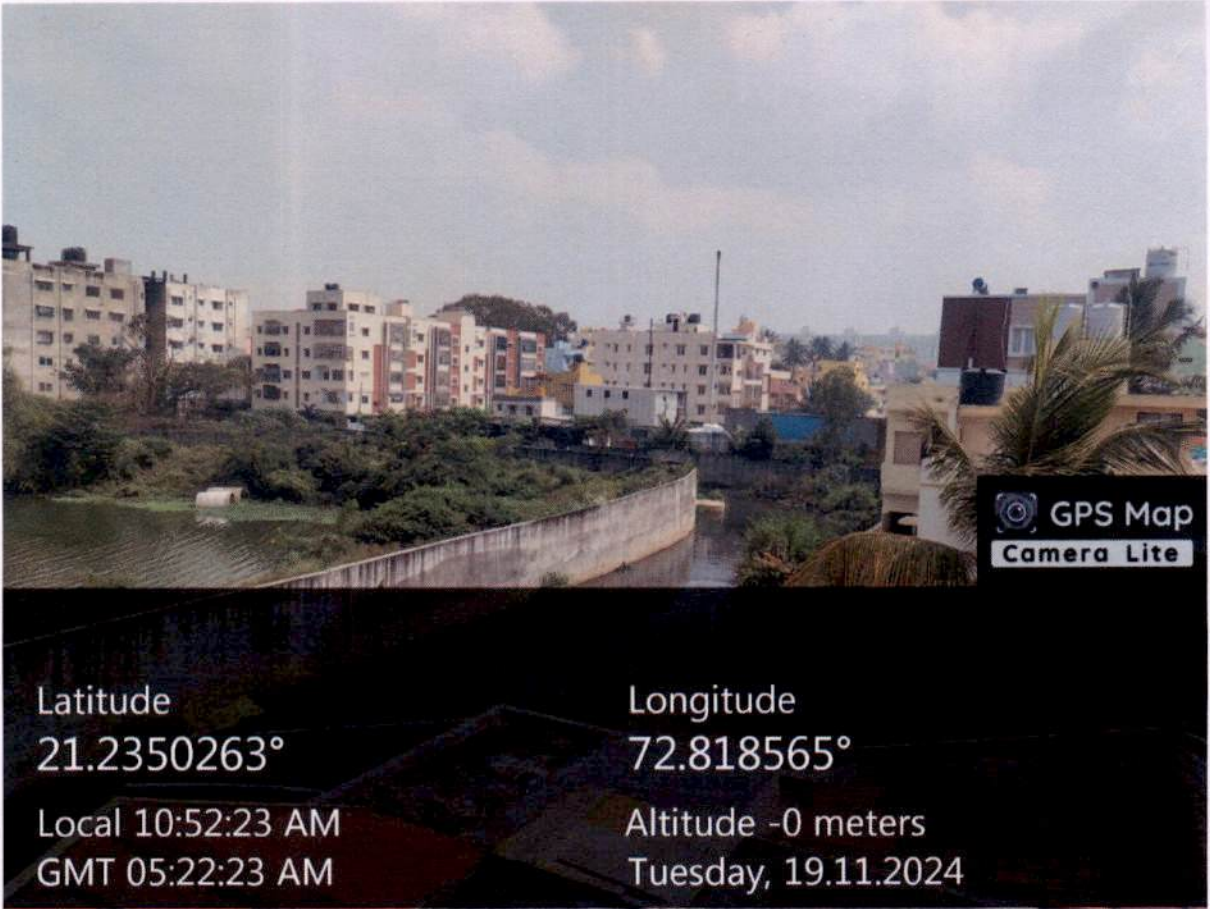 GPS Map
Camera Lite
Latitude
21.2350263°
Longitude
72.818565°
Local 10:52:23 AM
GMT 05:22:23 AM
Altitude -0 meters
Tuesday, 19.11.2024